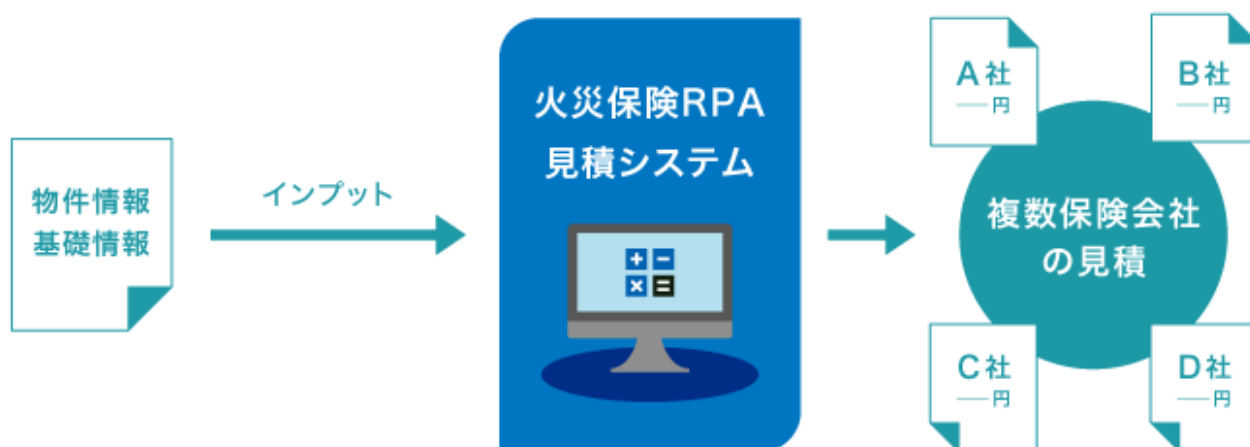 物件情報
基礎情報
インプット
火災保険RPA
見積システム
A社
―円
B社
―円
複数保険会社
の見積
C社
―円
D社
―円